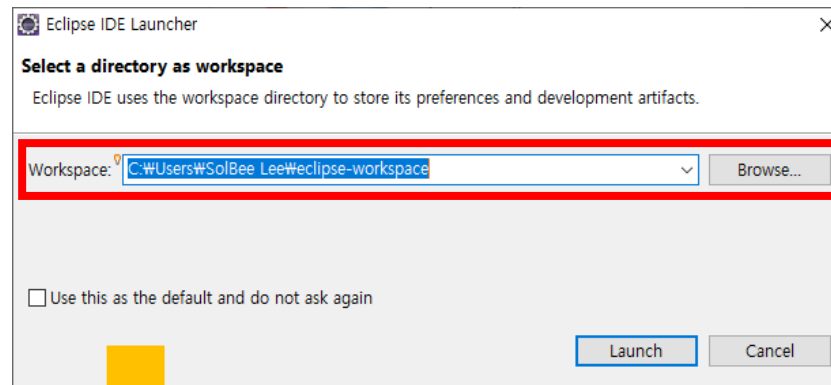 Eclipse IDE Launcher
Select a directory as workspace
Eclipse IDE uses the workspace directory to store its preferences and development artifacts.
Workspace: C:₩Users₩SolBee Lee₩eclipse-workspace Browse...
Use this as the default and do not ask again
Launch Cancel